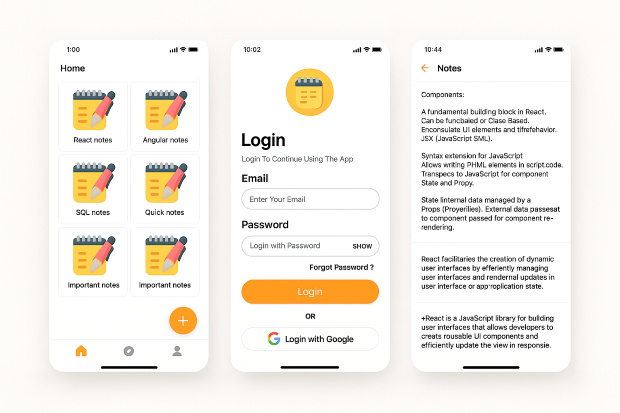 1:00
Home
React notes
Angular notes
SQL notes
Quick notes
Important notes
Important notes
10:02
Login
Login To Continue Using The App
Email
Enter Your Email
Password
Login with Password
SHOW
Forgot Password ?
Login
OR
Login with Google
10:44
Notes
Components:
A fundamental building block in React.
Can be funcbaied or Clase Based.
Enconsulate UI elements and tifrefehavior.
JSX (JavaScript SML).
Syntax extension for JavaScript
Allows writing PHML elements in script.code.
Transpecs to JavaScript for component
State and Propy.
State linternal data managed by a
Props (Proyerilies). External data passesat
to component passed for component re-
rendering.
React facilitaries the creation of dynamic
user interfaces by efferiently managing
user interfaces and rendernal updates in
user interface or app·roplication state.
+React is a JavaScript library for bullding
user interfaces that allows developers to
creats rousable UI components and
efficiently update the view in responsie.